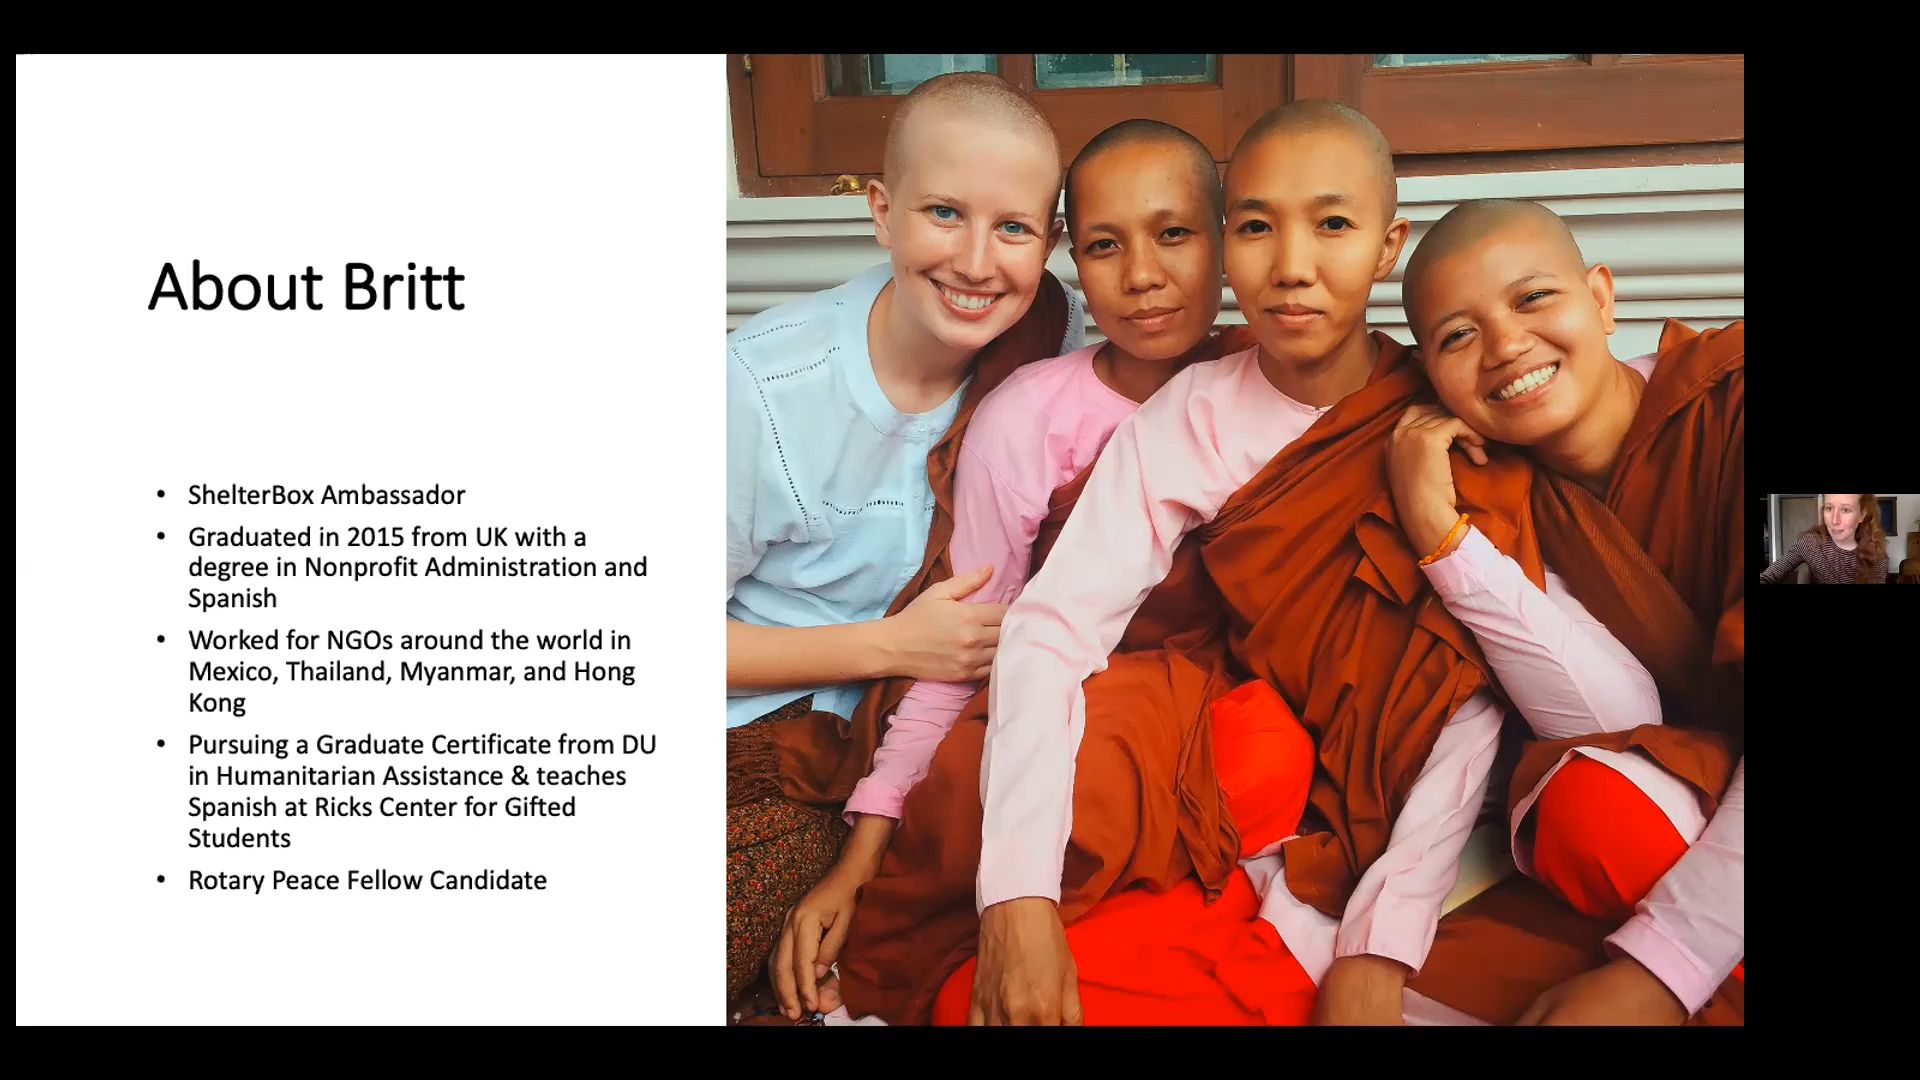 About Britt
• ShelterBox Ambassador
• Graduated in 2015 from UK with a
degree in Nonprofit Administration and
Spanish
• Worked for NGOs around the world in
Mexico, Thailand, Myanmar, and Hong
Kong
• Pursuing a Graduate Certificate from DU
in Humanitarian Assistance & teaches
Spanish at Ricks Center for Gifted
Students
• Rotary Peace Fellow Candidate